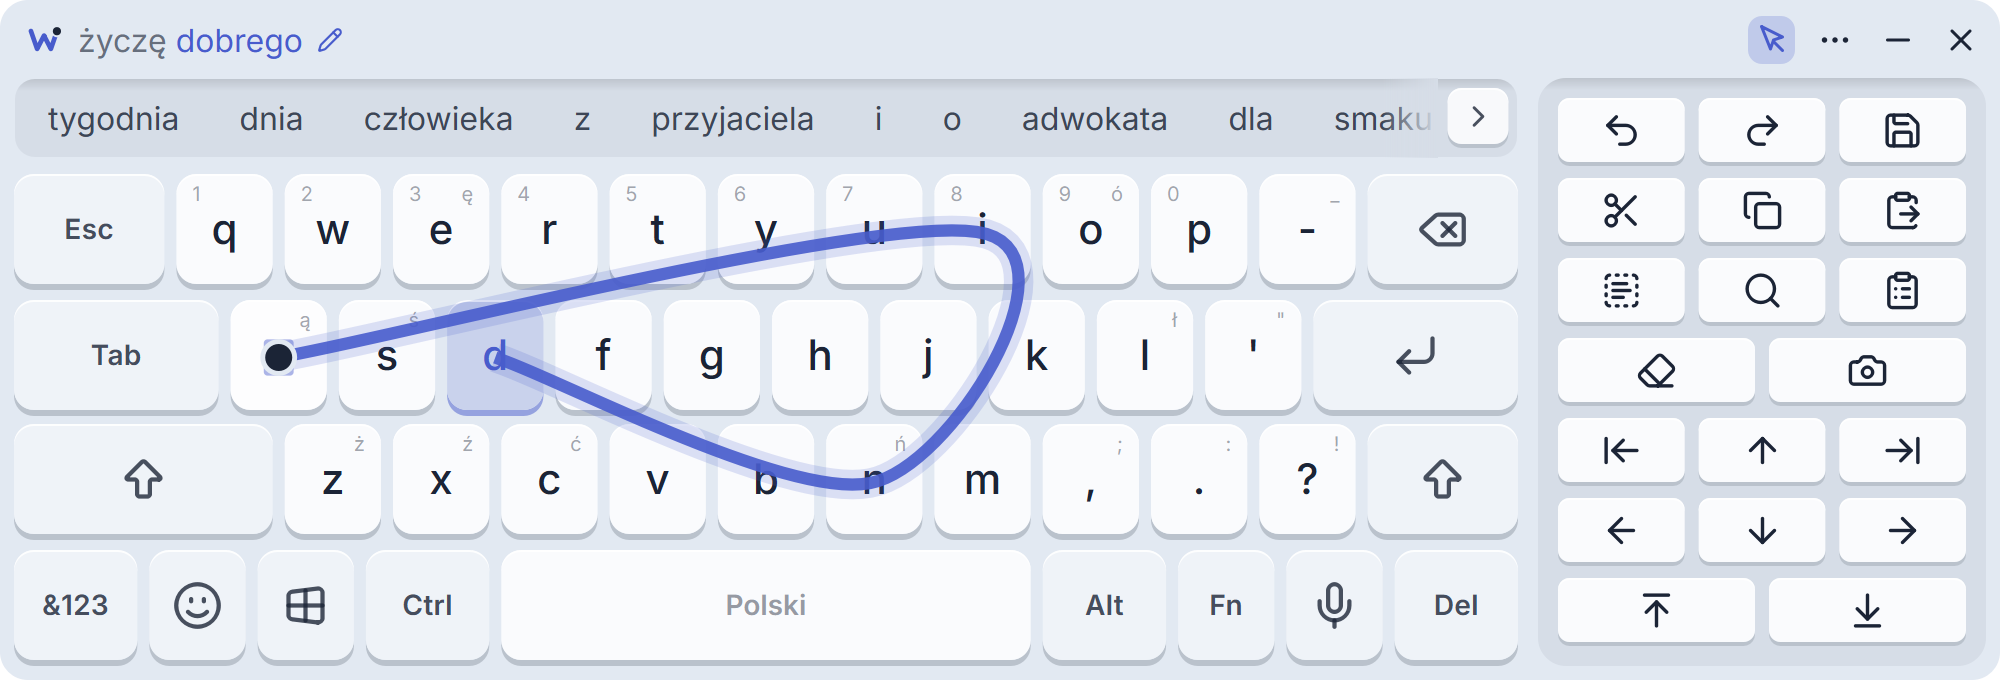 życzę dobrego
tygodnia dnia człowieka z przyjaciela i o adwokata dla smaku
Esc 1 q 2 w 3 ę e 4 r 5 t 6 y 7 u 8 i 9 ó o 0 p _ -
Tab ą ś s d f g h j k ł l " '
ż z ź x ć c v b ń n m ; , : . ! ?
&123 Ctrl Polski Alt Fn Del